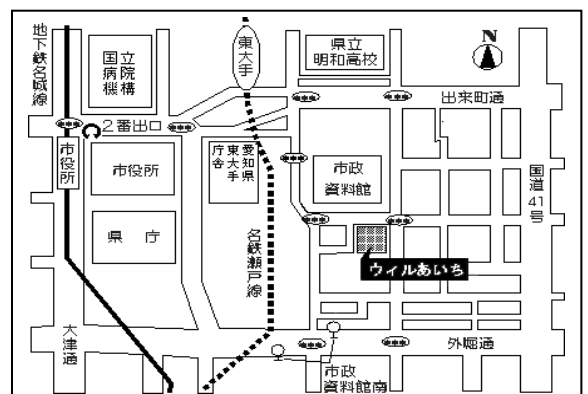 地下鉄名城線
国立
病院
機構
東大手
県立
明和高校
N
2番出口
出来町通
市役所
市役所
愛知県
東大手
庁舎
市政
資料館
国道41号
県庁
名鉄瀬戸線
ウィルあいち
大津通
市政
資料館南
外堀通